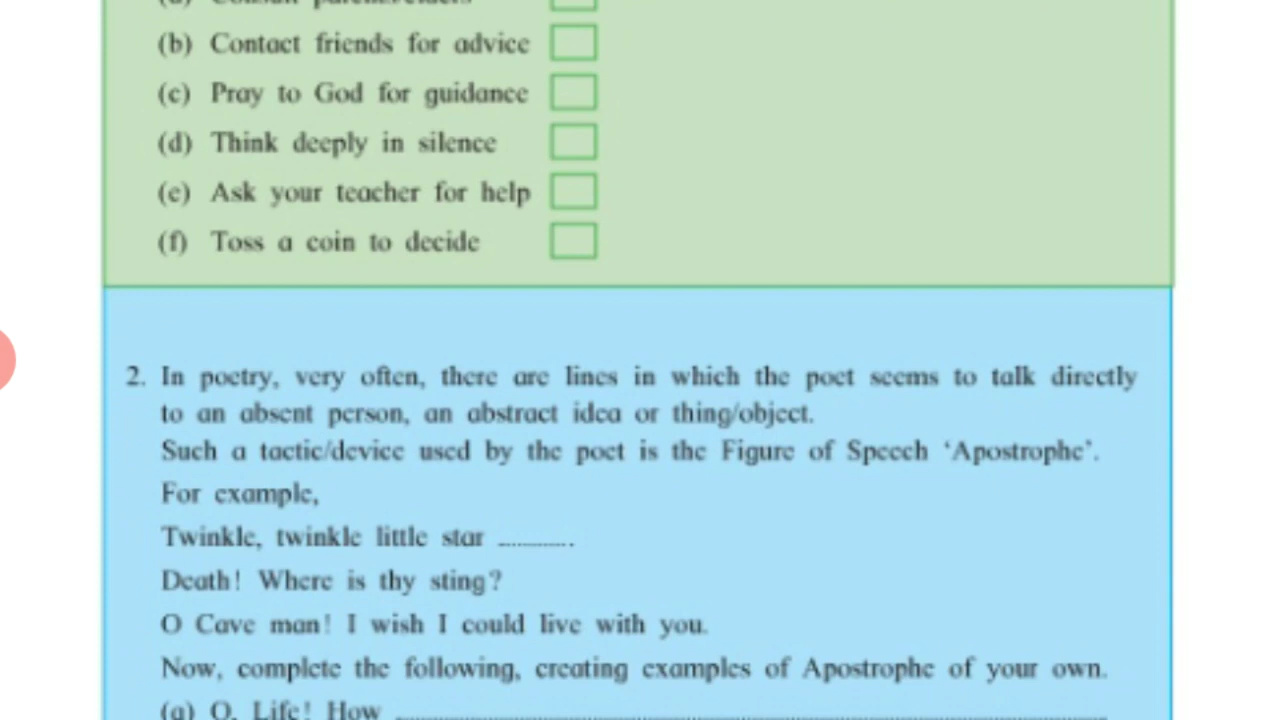 (a) Consult parents/elders
(b) Contact friends for advice
(c) Pray to God for guidance
(d) Think deeply in silence
(e) Ask your teacher for help
(f) Toss a coin to decide
2. In poetry, very often, there are lines in which the poet seems to talk directly
to an absent person, an abstract idea or thing/object.
Such a tactic/device used by the poet is the Figure of Speech ‘Apostrophe’.
For example,
Twinkle, twinkle little star ............
Death! Where is thy sting?
O Cave man! I wish I could live with you.
Now, complete the following, creating examples of Apostrophe of your own.
(a) O, Life! How ............